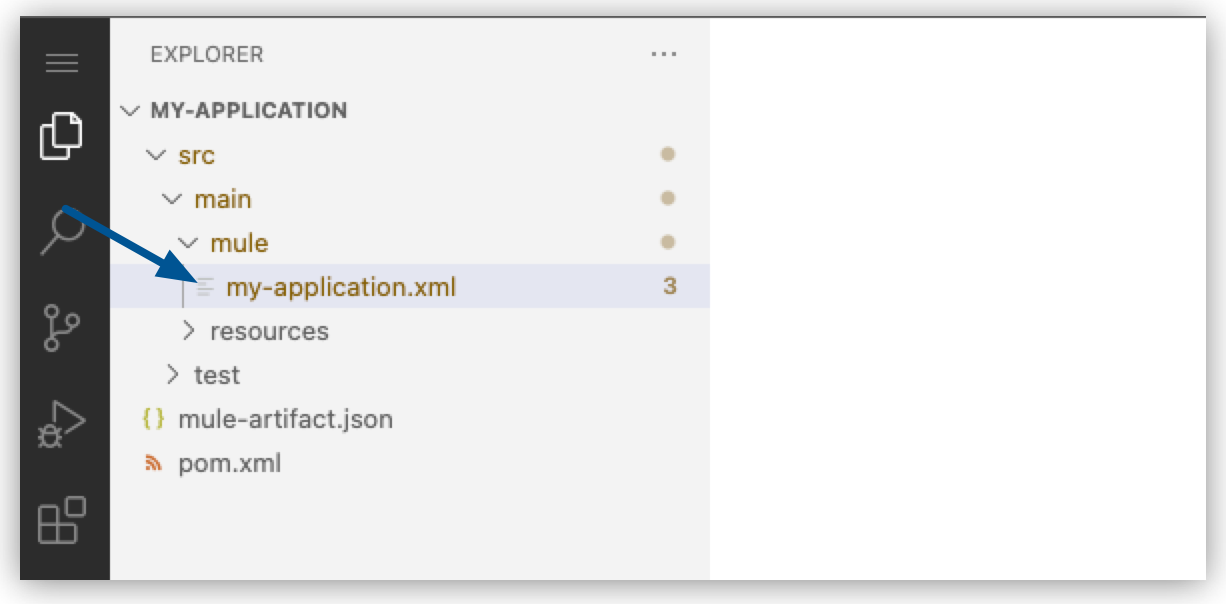 EXPLORER ...
MY-APPLICATION
src
main
mule
my-application.xml 3
resources
test
{} mule-artifact.json
pom.xml